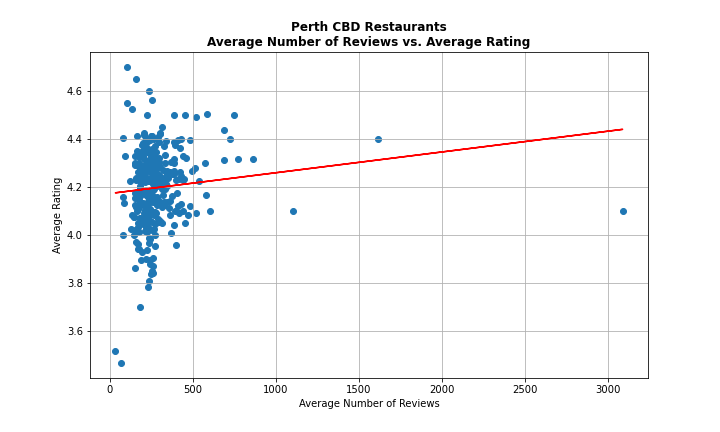 Perth CBD Restaurants
Average Number of Reviews vs. Average Rating
Average Rating
4.6
4.4
4.2
4.0
3.8
3.6
0 500 1000 1500 2000 2500 3000
Average Number of Reviews